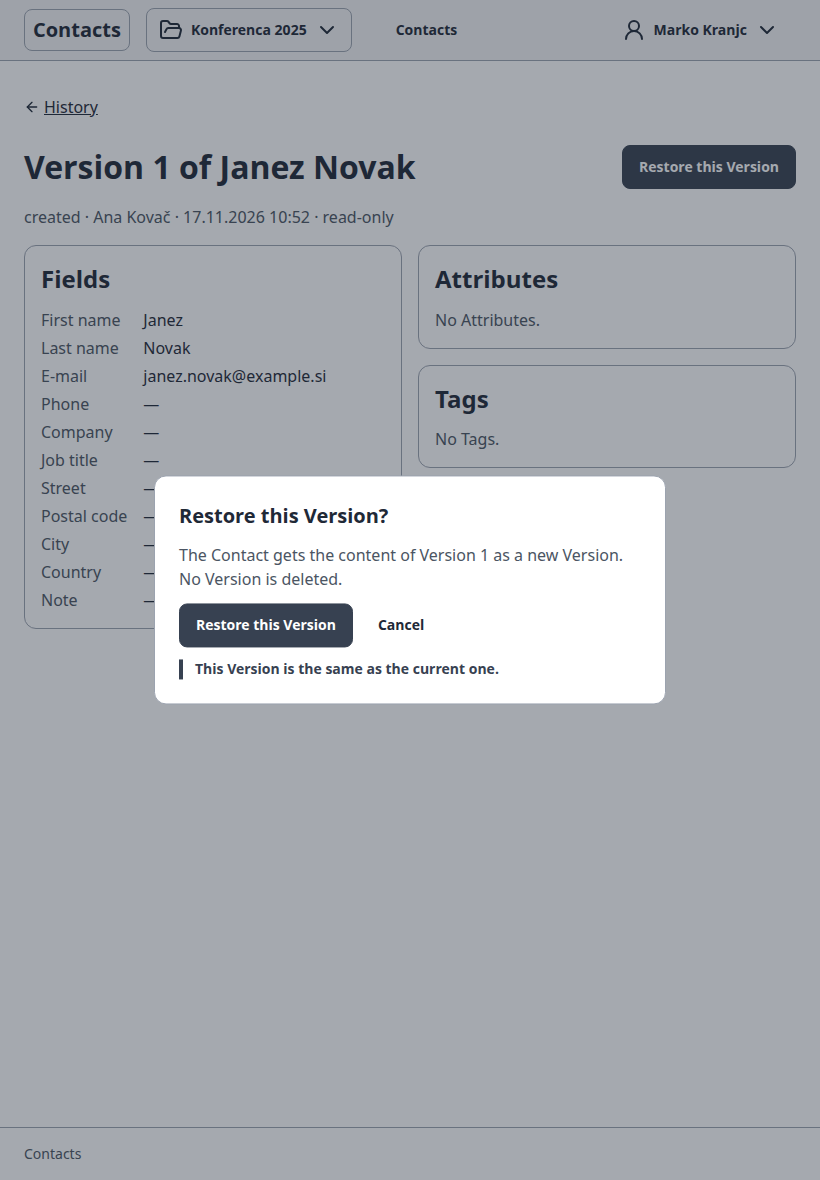 Contacts
Konferenca 2025
Contacts
Marko Kranjc
History
Version 1 of Janez Novak
Restore this Version
created · Ana Kovač · 17.11.2026 10:52 · read-only
Fields
First name Janez
Last name Novak
E-mail janez.novak@example.si
Phone —
Company —
Job title —
Street —
Postal code —
City —
Country —
Note —
Attributes
No Attributes.
Tags
No Tags.
Restore this Version?
The Contact gets the content of Version 1 as a new Version.
No Version is deleted.
Restore this Version
Cancel
This Version is the same as the current one.
Contacts